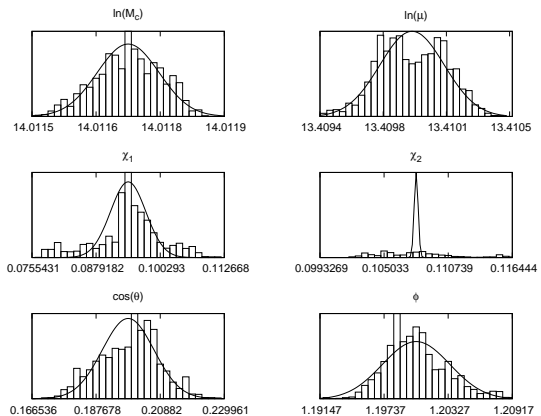 ln(M_c) ln(μ)
14.0115 14.0116 14.0118 14.0119 13.4094 13.4098 13.4101 13.4105
χ_1 χ_2
0.0755431 0.0879182 0.100293 0.112668 0.0993269 0.105033 0.110739 0.116444
cos(θ) ϕ
0.166536 0.187678 0.20882 0.229961 1.19147 1.19737 1.20327 1.20917